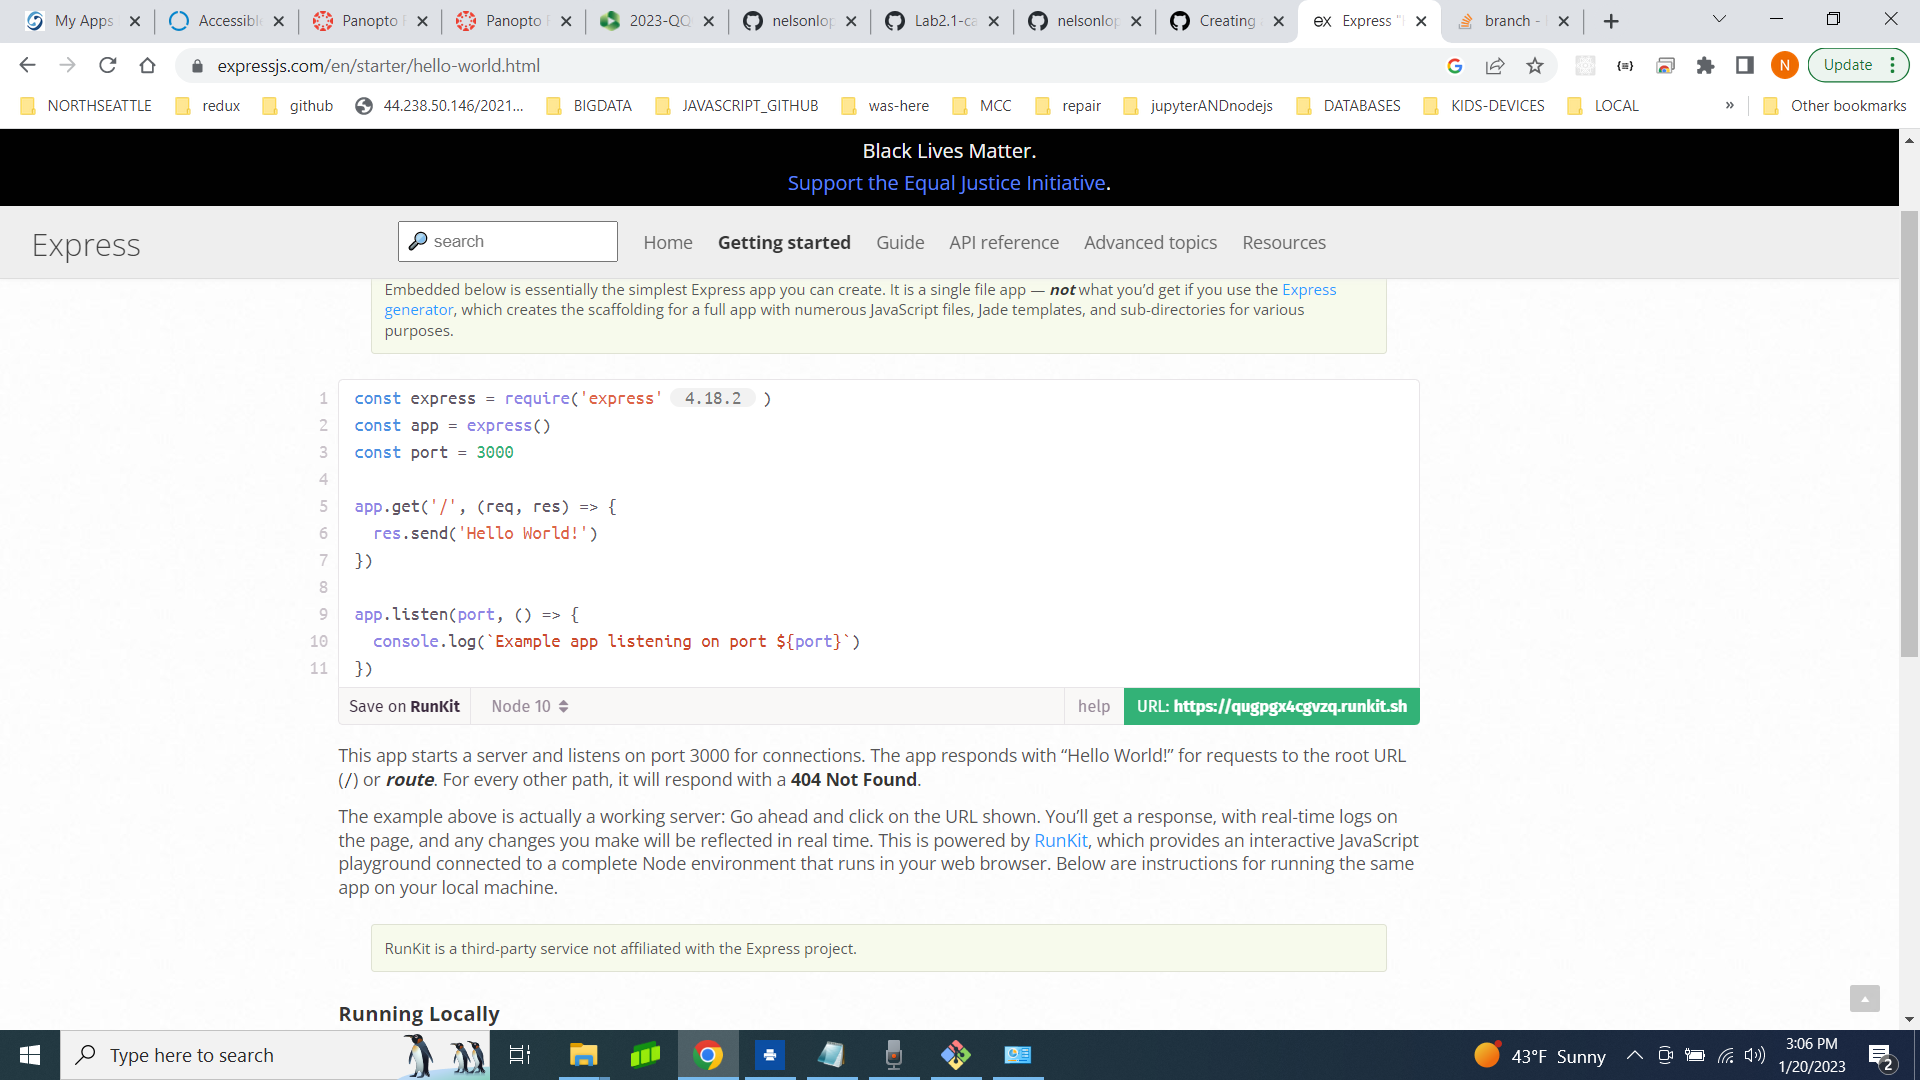 My Apps
Accessible
Panopto
Panopto
2023-QQ
nelsonlop
Lab2.1-ca
nelsonlop
Creating
EX Express "
branch -
expressjs.com/en/starter/hello-world.html
N
Update
NORTHSEATTLE
redux
github
44.238.50.146/2021...
BIGDATA
JAVASCRIPT_GITHUB
was-here
MCC
repair
jupyterANDnodejs
DATABASES
KIDS-DEVICES
LOCAL
»
Other bookmarks
Black Lives Matter.
Support the Equal Justice Initiative.
Express
search
Home
Getting started
Guide
API reference
Advanced topics
Resources
Embedded below is essentially the simplest Express app you can create. It is a single file app — not what you’d get if you use the Express
generator, which creates the scaffolding for a full app with numerous JavaScript files, Jade templates, and sub-directories for various
purposes.
1 const express = require('express' 4.18.2 )
2 const app = express()
3 const port = 3000
4
5 app.get('/', (req, res) => {
6 res.send('Hello World!')
7 })
8
9 app.listen(port, () => {
10 console.log(`Example app listening on port ${port}`)
11 })
Save on RunKit
Node 10
help
URL: https://qugpgx4cgvzq.runkit.sh
This app starts a server and listens on port 3000 for connections. The app responds with “Hello World!” for requests to the root URL
(/) or route. For every other path, it will respond with a 404 Not Found.
The example above is actually a working server: Go ahead and click on the URL shown. You’ll get a response, with real-time logs on
the page, and any changes you make will be reflected in real time. This is powered by RunKit, which provides an interactive JavaScript
playground connected to a complete Node environment that runs in your web browser. Below are instructions for running the same
app on your local machine.
RunKit is a third-party service not affiliated with the Express project.
Running Locally
Type here to search
43°F Sunny
3:06 PM
1/20/2023
2